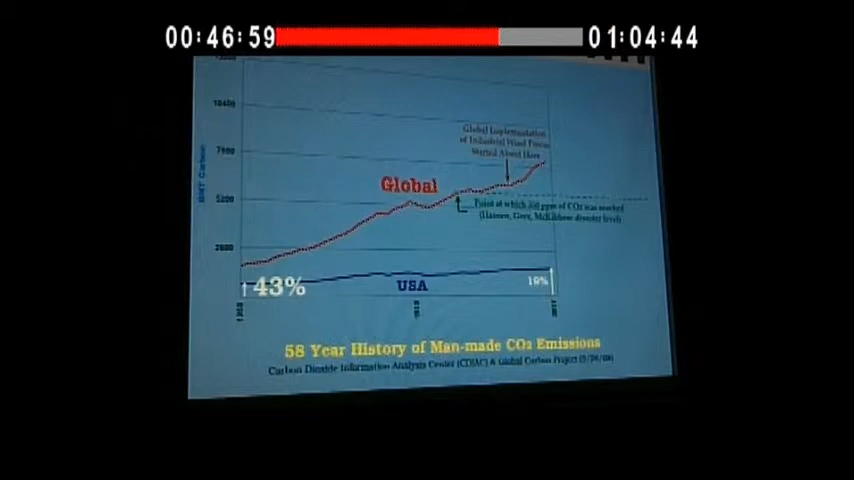 00:46:59
01:04:44
10400
7800
5200
2600
MMT Carbon
Global Implementation
of Industrial Wind Power
Started About Here
Global
Point at which 350 ppm of CO2 was reached
(Hansen, Gore, McKibben disaster level)
43%
USA
19%
58 Year History of Man-made CO2 Emissions
Carbon Dioxide Information Analysis Center (CDIAC) & Global Carbon Project